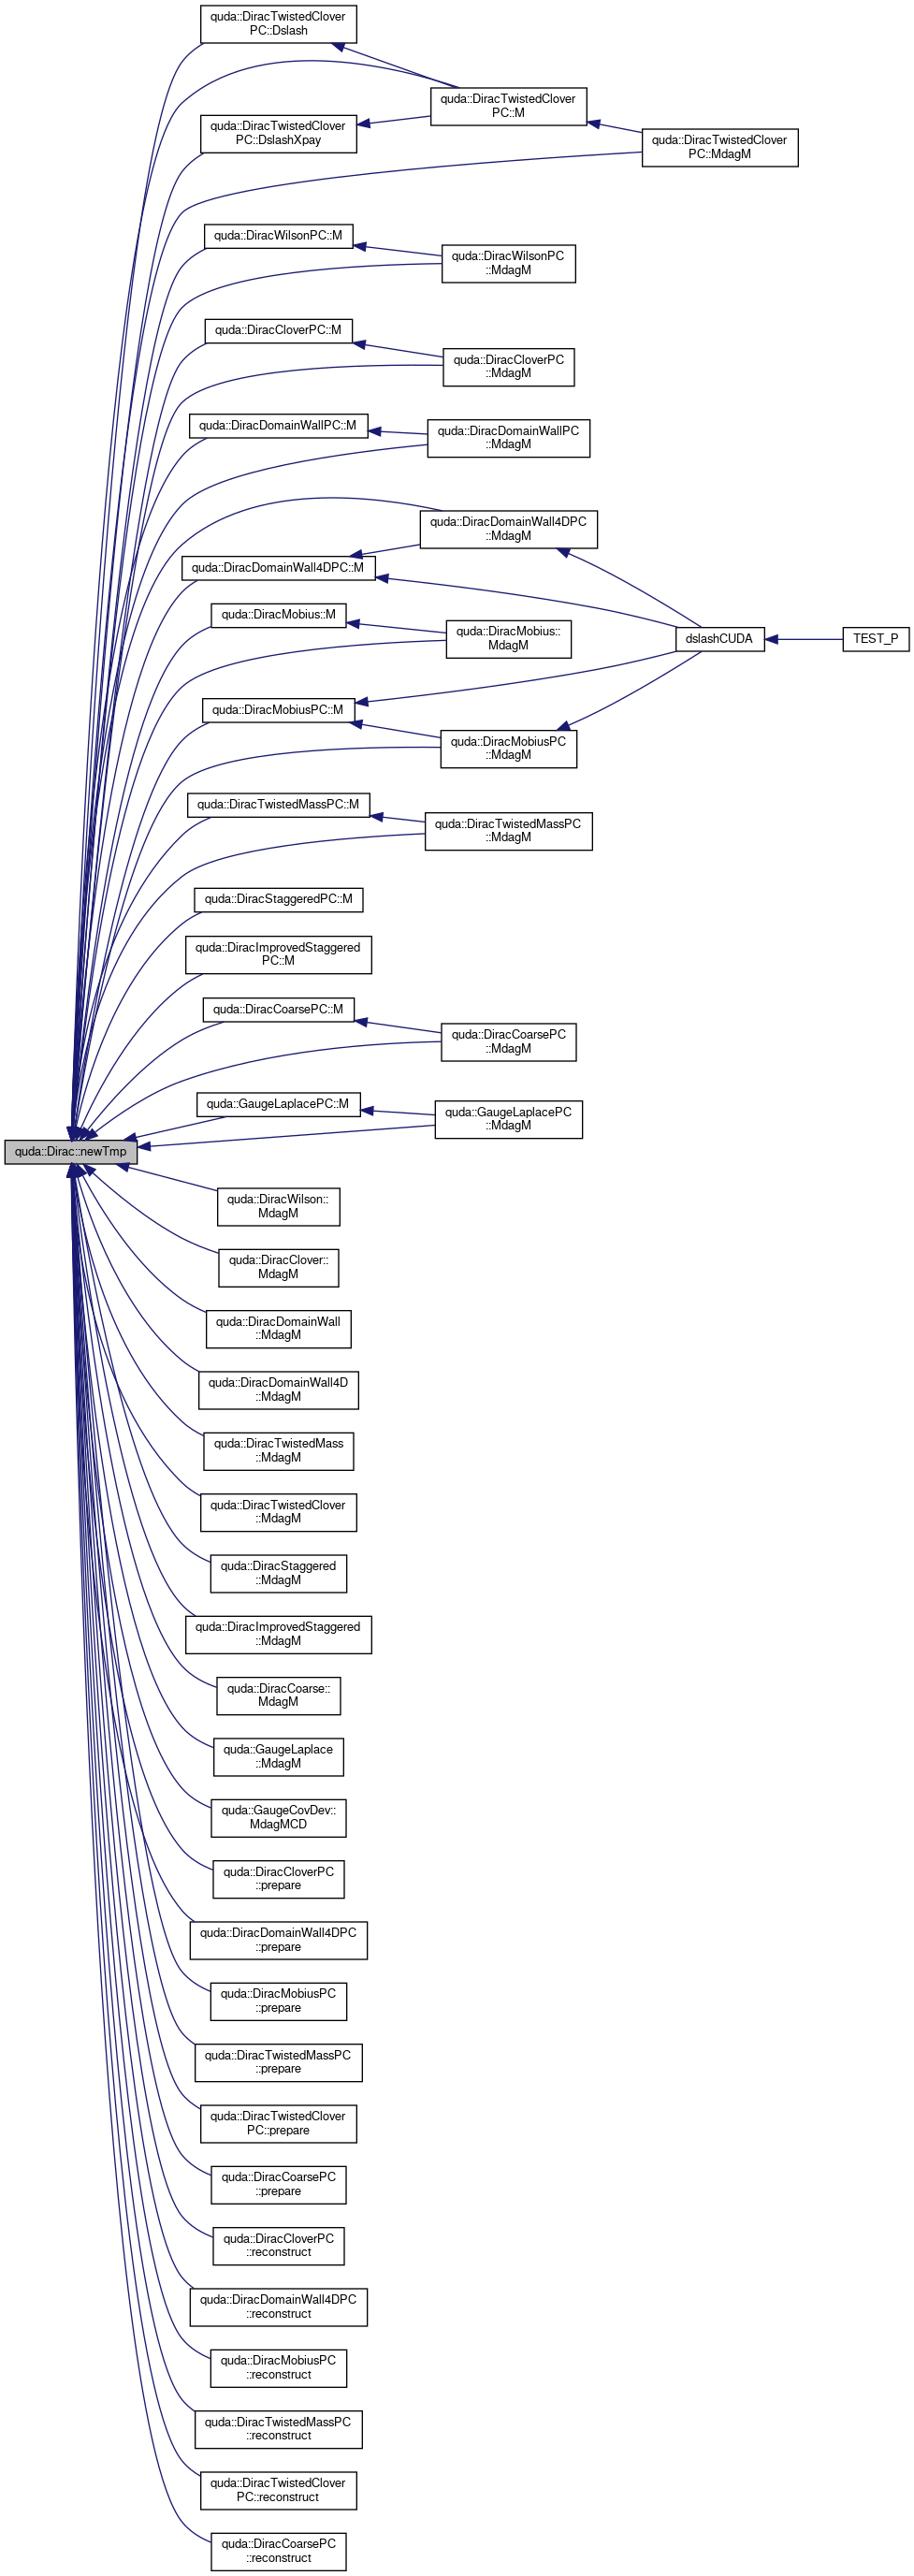 quda::DiracTwistedClover
PC::Dslash
quda::DiracTwistedClover
PC::M
quda::DiracTwistedClover
PC::DslashXpay
quda::DiracTwistedClover
PC::MdagM
quda::DiracWilsonPC::M
quda::DiracWilsonPC
::MdagM
quda::DiracCloverPC::M
quda::DiracCloverPC
::MdagM
quda::DiracDomainWallPC::M
quda::DiracDomainWallPC
::MdagM
quda::DiracDomainWall4DPC
::MdagM
quda::DiracDomainWall4DPC::M
quda::DiracMobius::M
quda::DiracMobius::
MdagM
dslashCUDA
TEST_P
quda::DiracMobiusPC::M
quda::DiracMobiusPC
::MdagM
quda::DiracTwistedMassPC::M
quda::DiracTwistedMassPC
::MdagM
quda::DiracStaggeredPC::M
quda::DiracImprovedStaggered
PC::M
quda::DiracCoarsePC::M
quda::DiracCoarsePC
::MdagM
quda::GaugeLaplacePC::M
quda::GaugeLaplacePC
::MdagM
quda::Dirac::newTmp
quda::DiracWilson::
MdagM
quda::DiracClover::
MdagM
quda::DiracDomainWall
::MdagM
quda::DiracDomainWall4D
::MdagM
quda::DiracTwistedMass
::MdagM
quda::DiracTwistedClover
::MdagM
quda::DiracStaggered
::MdagM
quda::DiracImprovedStaggered
::MdagM
quda::DiracCoarse::
MdagM
quda::GaugeLaplace
::MdagM
quda::GaugeCovDev::
MdagMCD
quda::DiracCloverPC
::prepare
quda::DiracDomainWall4DPC
::prepare
quda::DiracMobiusPC
::prepare
quda::DiracTwistedMassPC
::prepare
quda::DiracTwistedClover
PC::prepare
quda::DiracCoarsePC
::prepare
quda::DiracCloverPC
::reconstruct
quda::DiracDomainWall4DPC
::reconstruct
quda::DiracMobiusPC
::reconstruct
quda::DiracTwistedMassPC
::reconstruct
quda::DiracTwistedClover
PC::reconstruct
quda::DiracCoarsePC
::reconstruct